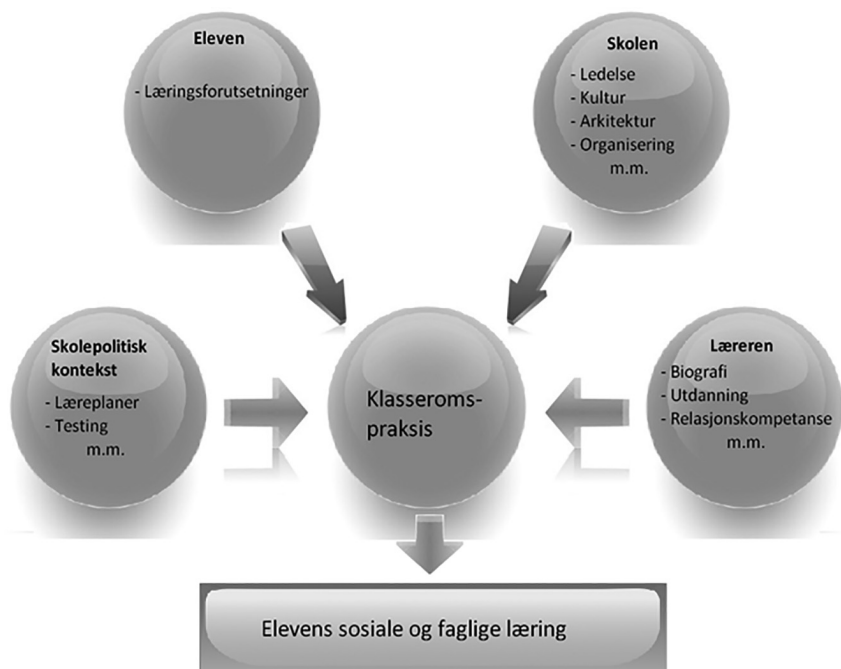 Eleven
- Læringsforutsetninger
Skolen
- Ledelse
- Kultur
- Arkitektur
- Organisering
m.m.
Skolepolitisk
kontekst
- Læreplaner
- Testing
m.m.
Klasseroms-
praksis
Læreren
- Biografi
- Utdanning
- Relasjonskompetanse
m.m.
Elevens sosiale og faglige læring